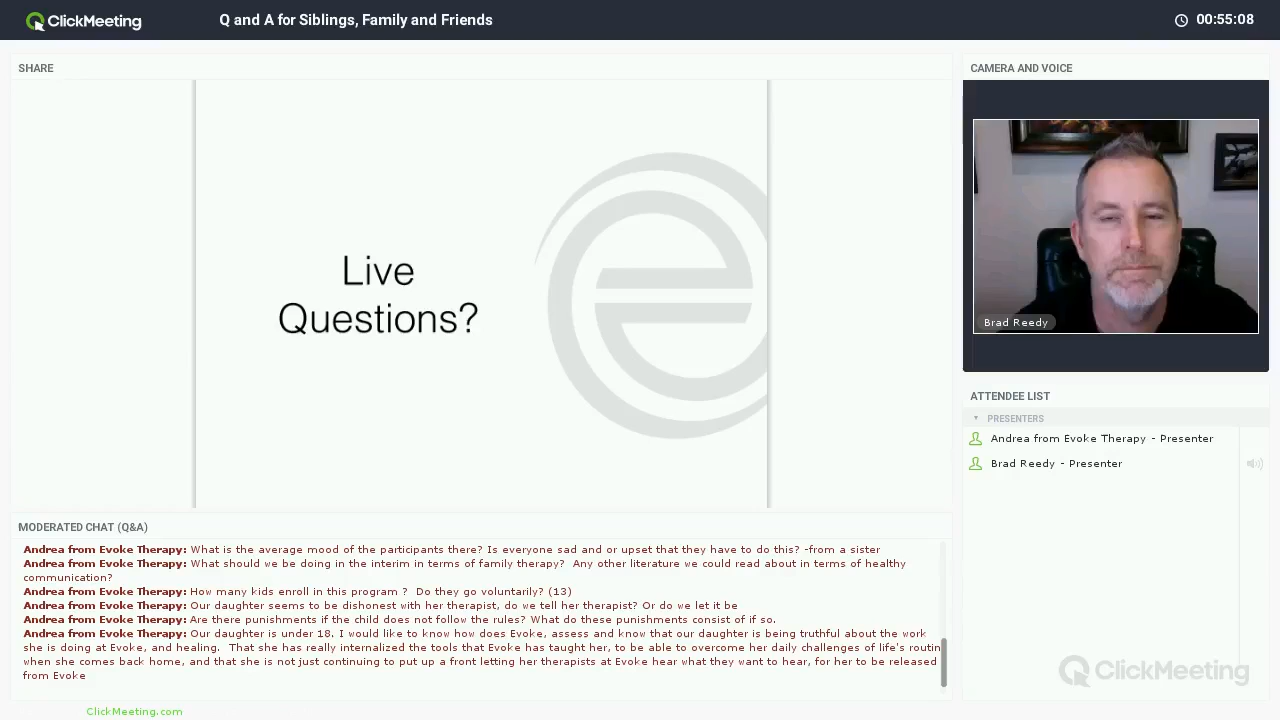 ClickMeeting
Q and A for Siblings, Family and Friends
00:55:08
SHARE
Live
Questions?
CAMERA AND VOICE
Brad Reedy
ATTENDEE LIST
PRESENTERS
Andrea from Evoke Therapy - Presenter
Brad Reedy - Presenter
MODERATED CHAT (Q&A)
Andrea from Evoke Therapy: What is the average mood of the participants there? Is everyone sad and or upset that they have to do this? -from a sister
Andrea from Evoke Therapy: What should we be doing in the interim in terms of family therapy?  Any other literature we could read about in terms of healthy
communication?
Andrea from Evoke Therapy: How many kids enroll in this program ?  Do they go voluntarily? (13)
Andrea from Evoke Therapy: Our daughter seems to be dishonest with her therapist, do we tell her therapist? Or do we let it be
Andrea from Evoke Therapy: Are there punishments if the child does not follow the rules? What do these punishments consist of if so.
Andrea from Evoke Therapy: Our daughter is under 18. I would like to know how does Evoke, assess and know that our daughter is being truthful about the work
she is doing at Evoke, and healing.  That she has really internalized the tools that Evoke has taught her, to be able to overcome her daily challenges of life's routin
when she comes back home, and that she is not just continuing to put up a front letting her therapists at Evoke hear what they want to hear, for her to be released
from Evoke
ClickMeeting
ClickMeeting.com